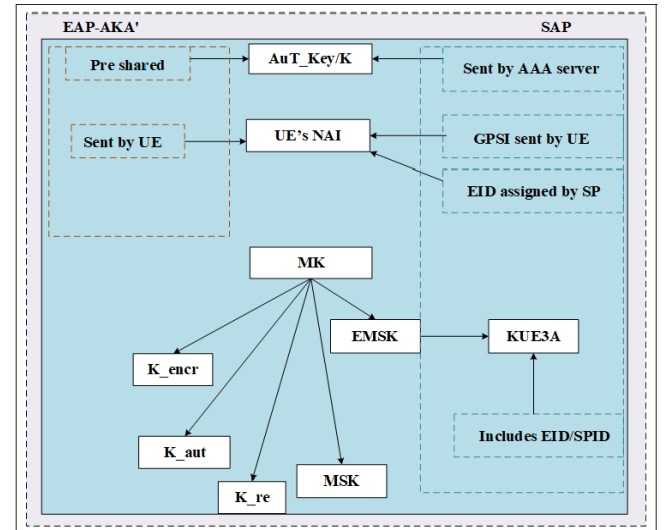 EAP-AKA'
SAP
Pre shared
AuT_Key/K
Sent by AAA server
Sent by UE
UE's NAI
GPSI sent by UE
EID assigned by SP
MK
EMSK
KUE3A
K_encr
K_aut
Includes EID/SPID
MSK
K_re